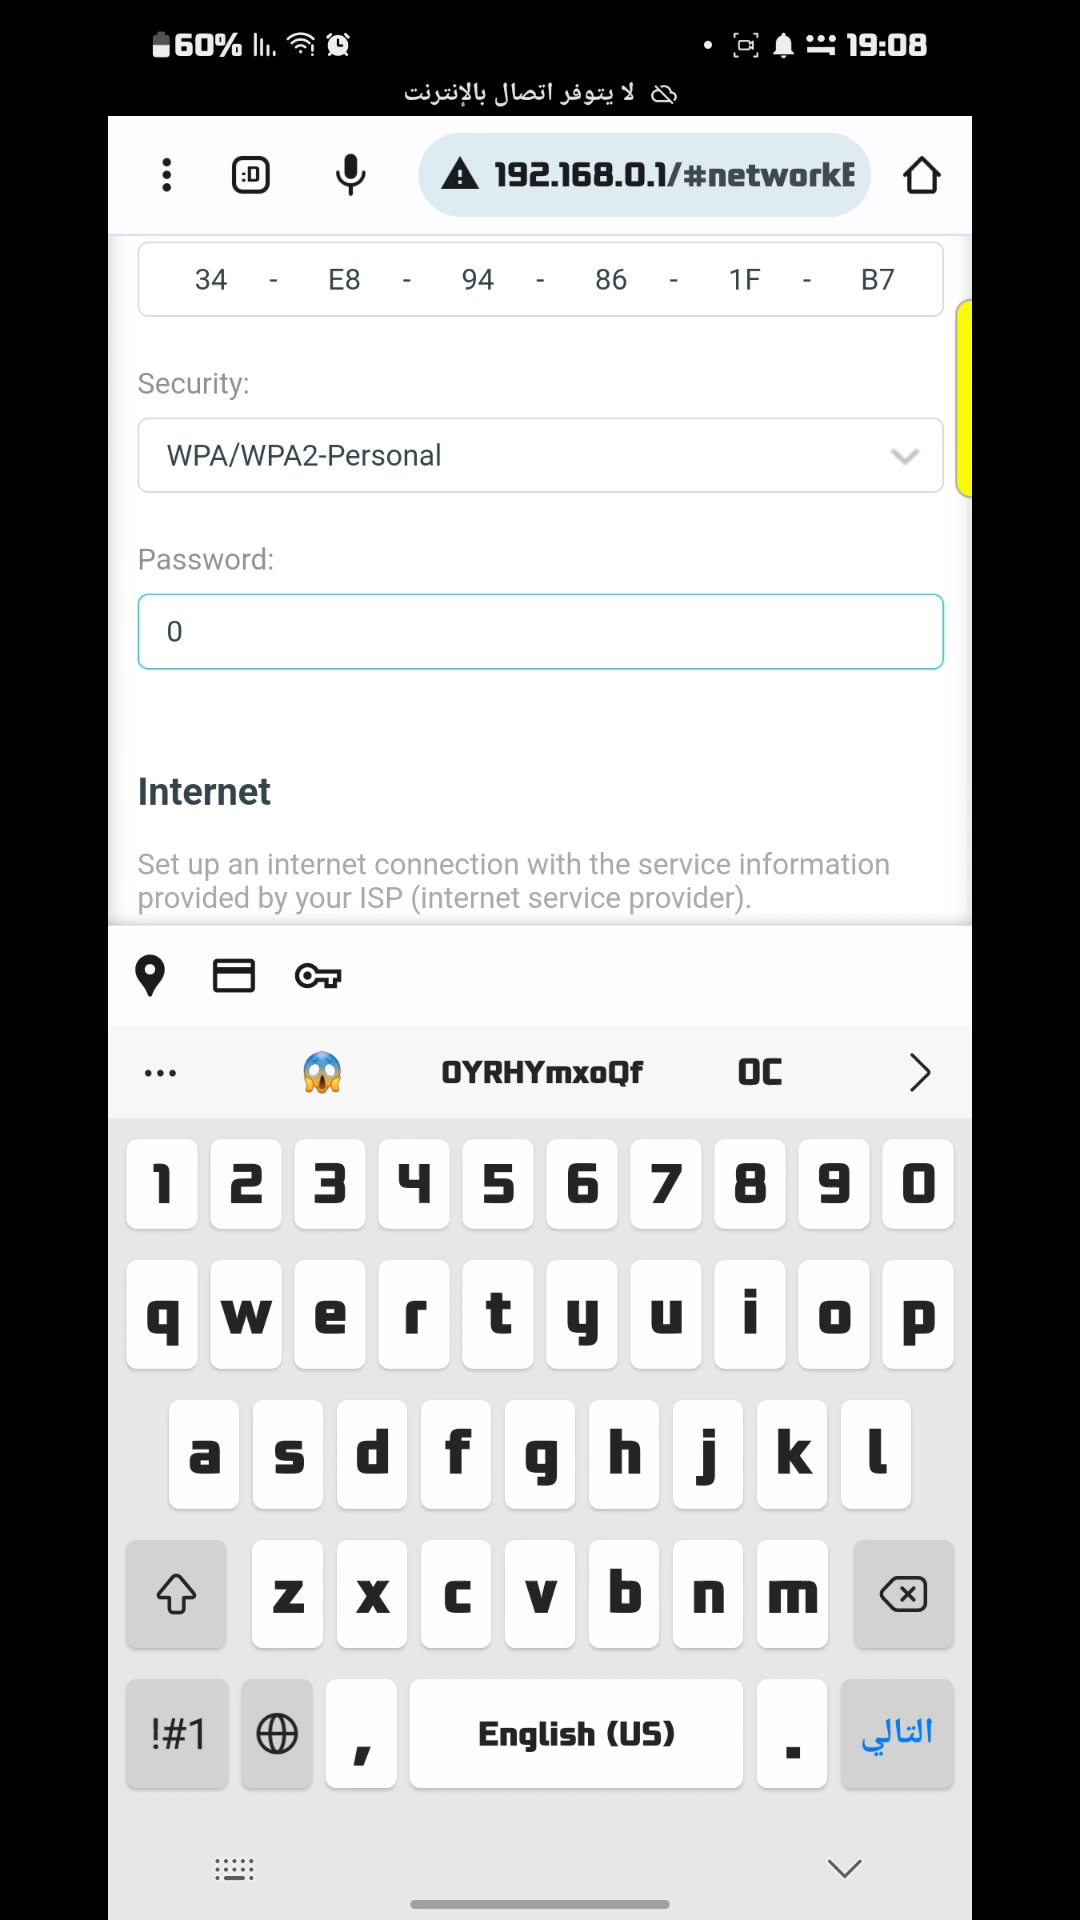 60% 19:08
لا يتوفر اتصال بالإنترنت
:D 192.168.0.1/#networkE
34 - E8 - 94 - 86 - 1F - B7
Security:
WPA/WPA2-Personal
Password:
0
Internet
Set up an internet connection with the service information
provided by your ISP (internet service provider).
... 0YRHYmxoQf 0C
1 2 3 4 5 6 7 8 9 0
q w e r t y u i o p
a s d f g h j k l
z x c v b n m
!#1 , English (US) . التالي